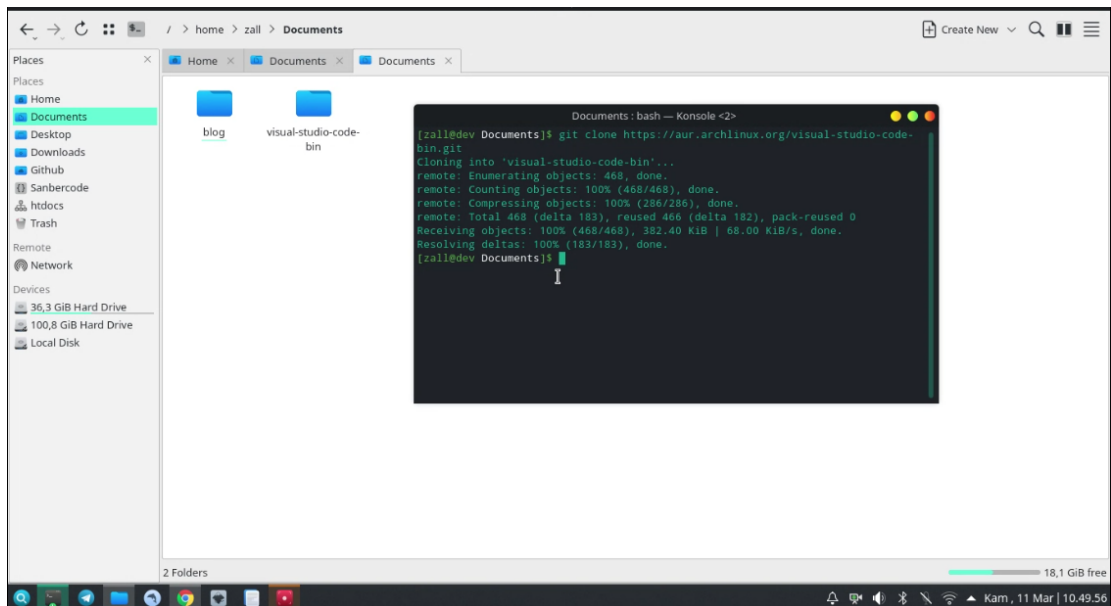 / > home > zall > Documents
Create New
Places
Home
Documents
Documents
Places
Home
Documents
Desktop
Downloads
Github
Sanbercode
htdocs
Trash
Remote
Network
Devices
36,3 GiB Hard Drive
100,8 GiB Hard Drive
Local Disk
blog
visual-studio-code-
bin
Documents : bash — Konsole <2>
[zall@dev Documents]$ git clone https://aur.archlinux.org/visual-studio-code-
bin.git
Cloning into 'visual-studio-code-bin'...
remote: Enumerating objects: 468, done.
remote: Counting objects: 100% (468/468), done.
remote: Compressing objects: 100% (286/286), done.
remote: Total 468 (delta 183), reused 466 (delta 182), pack-reused 0
Receiving objects: 100% (468/468), 382.40 KiB | 68.00 KiB/s, done.
Resolving deltas: 100% (183/183), done.
[zall@dev Documents]$
2 Folders
18,1 GiB free
Kam , 11 Mar | 10.49.56